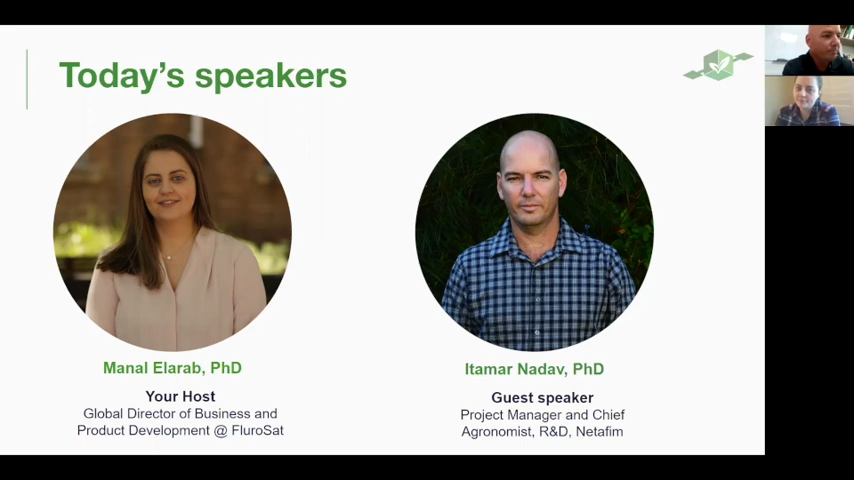 Today's speakers
Manal Elarab, PhD
Your Host
Global Director of Business and
Product Development @ FluroSat
Itamar Nadav, PhD
Guest speaker
Project Manager and Chief
Agronomist, R&D, Netafim